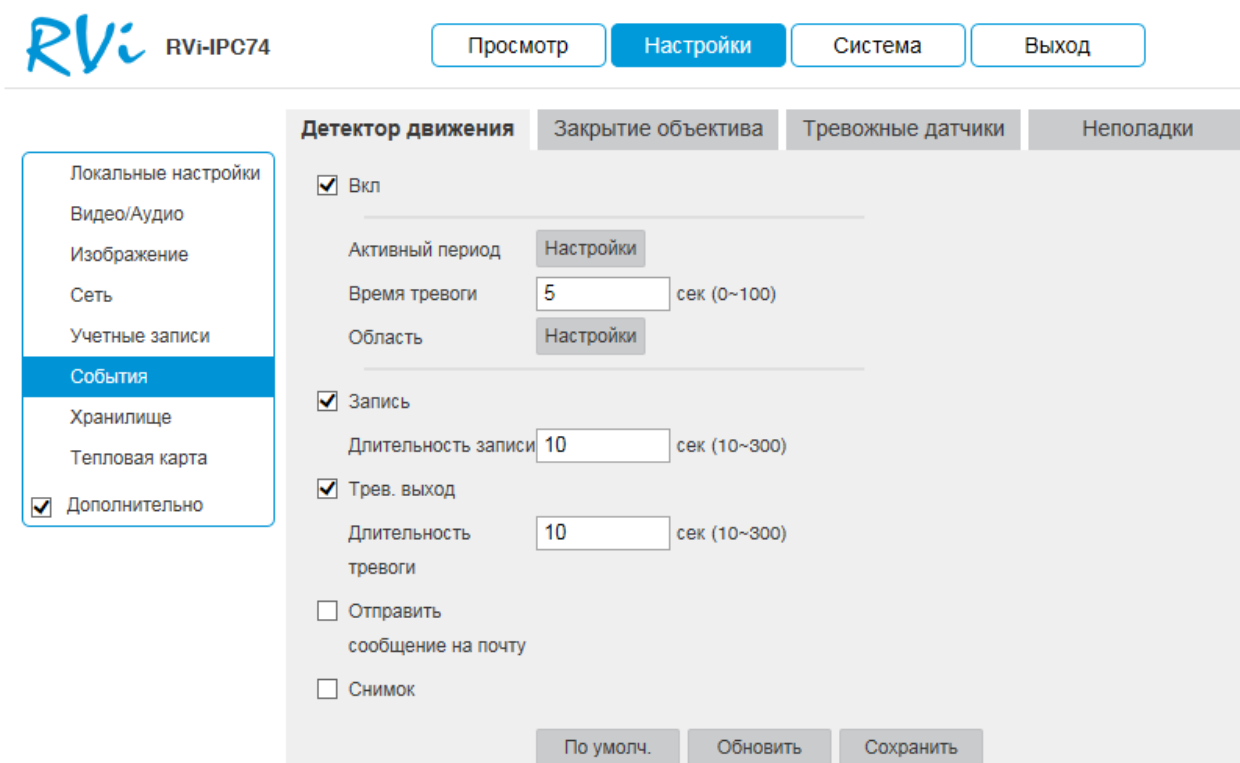 RVi RVi-IPC74 Просмотр Настройки Система Выход
Детектор движения Закрытие объектива Тревожные датчики Неполадки
Локальные настройки
Видео/Аудио
Изображение
Сеть
Учетные записи
События
Хранилище
Тепловая карта
Дополнительно
Вкл
Активный период Настройки
Время тревоги 5 сек (0~100)
Область Настройки
Запись
Длительность записи 10 сек (10~300)
Трев. выход
Длительность 10 сек (10~300)
тревоги
Отправить
сообщение на почту
Снимок
По умолч. Обновить Сохранить